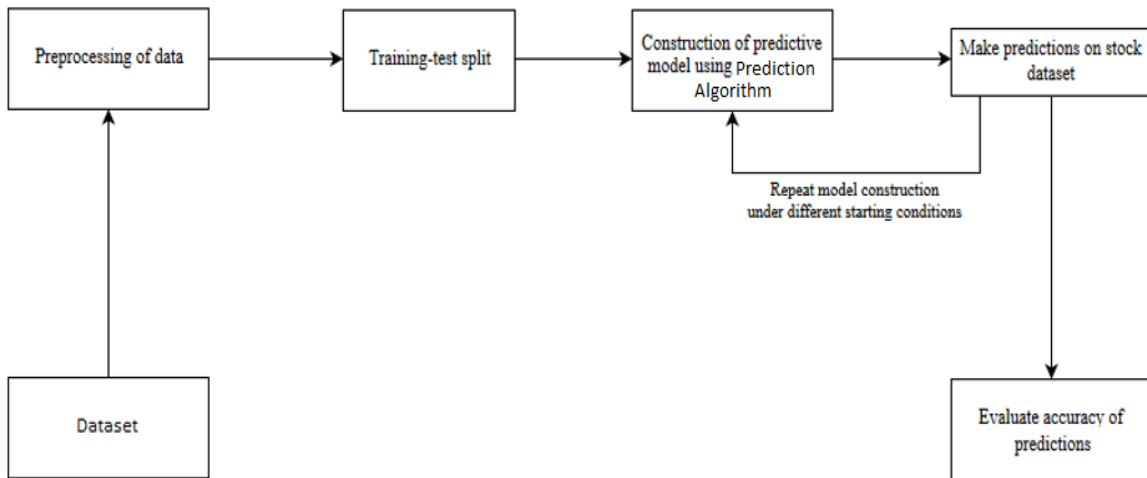 Preprocessing of data
Training-test split
Construction of predictive
model using Prediction
Algorithm
Make predictions on stock
dataset
Repeat model construction
under different starting conditions
Dataset
Evaluate accuracy of
predictions